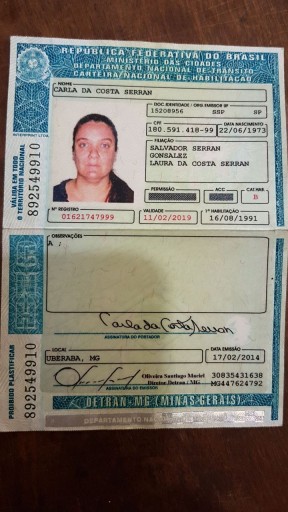 REPÚBLICA FEDERATIVA DO BRASIL
MINISTÉRIO DAS CIDADES
DEPARTAMENTO NACIONAL DE TRÂNSITO
CARTEIRA NACIONAL DE HABILITAÇÃO
NOME
CARLA DA COSTA SERRAN
DOC IDENTIDADE / ORG EMISSOR UF
15208956 SSP SP
CPF DATA NASCIMENTO
180.591.418-99 22/06/1973
FILIAÇÃO
SALVADOR SERRAN
GONSALEZ
LAURA DA COSTA SERRAN
PERMISSÃO ACC CAT HAB
B
Nº REGISTRO VALIDADE 1ª HABILITAÇÃO
01621747999 11/02/2019 16/08/1991
VÁLIDA EM TODO
O TERRITÓRIO NACIONAL
892549910
OBSERVAÇÕES
A ;
Carla da Costa Serran
ASSINATURA DO PORTADOR
LOCAL DATA EMISSÃO
UBERABA, MG 17/02/2014
Oliveira Santiago Maciel 30835431638
Diretor Detran / MG MG447624792
ASSINATURA DO EMISSOR
PROIBIDO PLASTIFICAR
892549910
DETRAN-MG (MINAS GERAIS)
DEPARTAMENTO